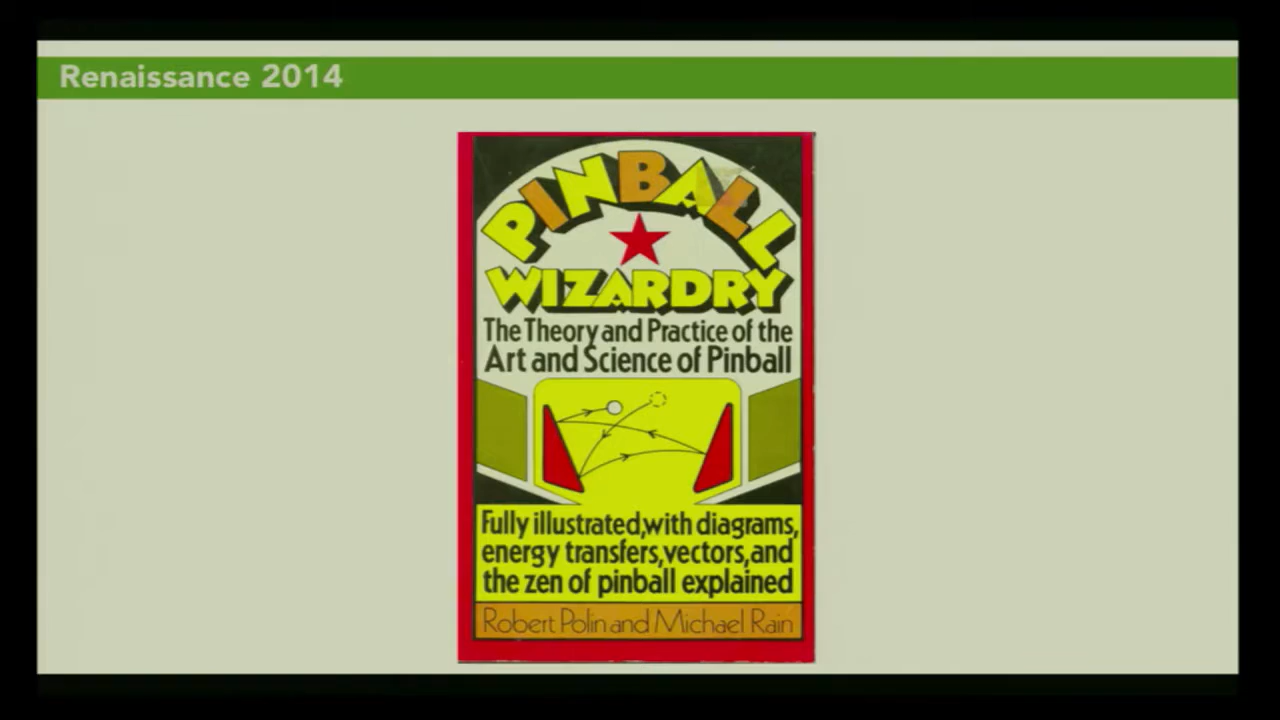 Renaissance 2014
PINBALL
WIZARDRY
The Theory and Practice of the
Art and Science of Pinball
Fully illustrated, with diagrams,
energy transfers, vectors, and
the zen of pinball explained
Robert Polin and Michael Rain